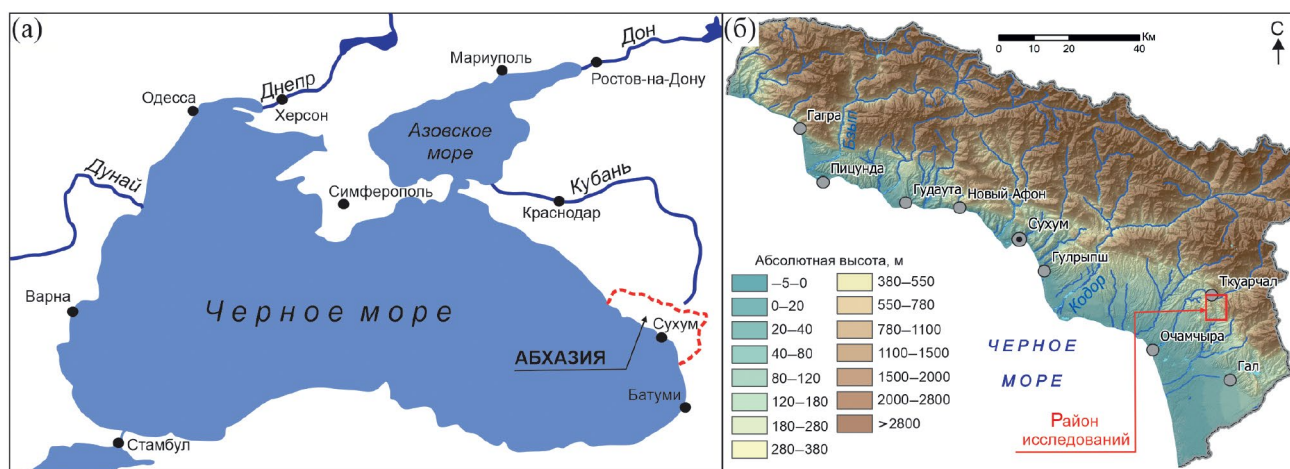 (а)
Дон
Мариуполь
Ростов-на-Дону
Днепр
Одесса
Херсон
Азовское
море
Дунай
Симферополь
Кубань
Краснодар
Варна
Черное море
Сухум
АБХАЗИЯ
Батуми
Стамбул
(б)
0 10 20 40 Км
С
Гагра
Бзып
Пицунда
Гудаута
Новый Афон
Сухум
Гулрыпш
Кодор
Ткуарчал
Очамчыра
Гал
ЧЕРНОЕ
МОРЕ
Район
исследований
Абсолютная высота, м
–5–0
0–20
20–40
40–80
80–120
120–180
180–280
280–380
380–550
550–780
780–1100
1100–1500
1500–2000
2000–2800
>2800